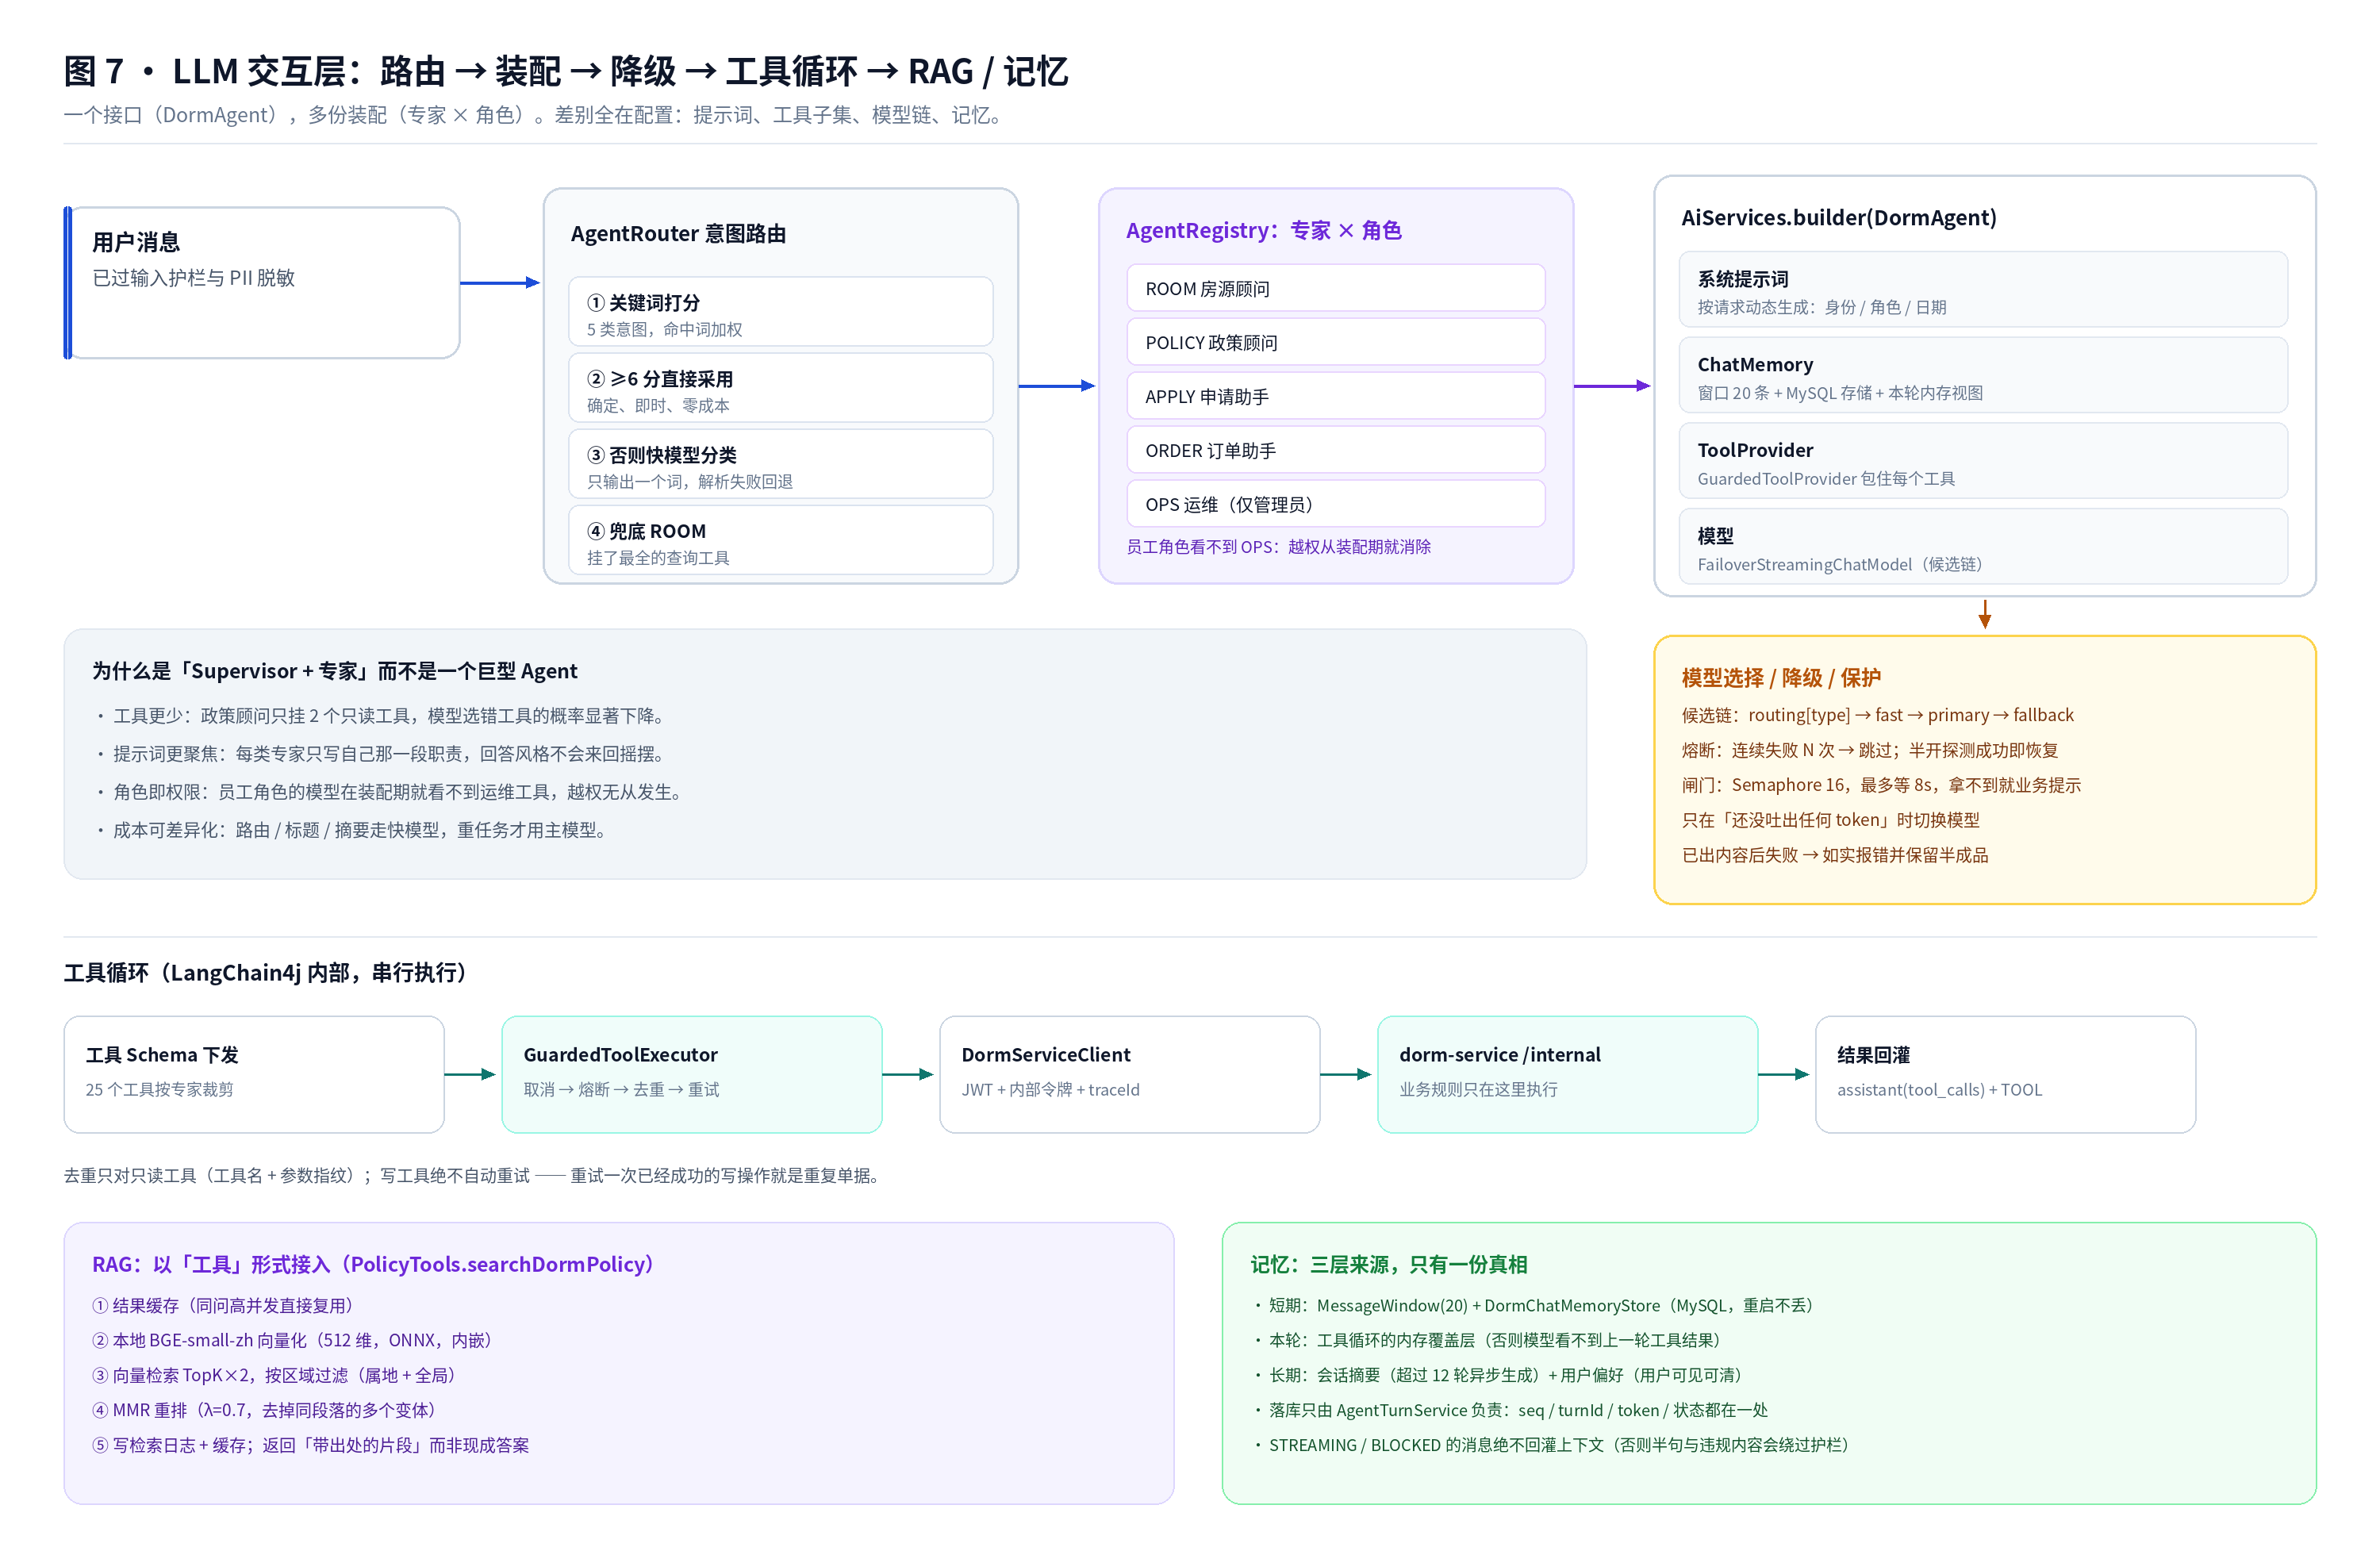 图 7 · LLM 交互层：路由 → 装配 → 降级 → 工具循环 → RAG / 记忆
一个接口（DormAgent），多份装配（专家 × 角色）。差别全在配置：提示词、工具子集、模型链、记忆。
用户消息
已过输入护栏与 PII 脱敏
AgentRouter 意图路由
① 关键词打分
5 类意图，命中词加权
② ≥6 分直接采用
确定、即时、零成本
③ 否则快模型分类
只输出一个词，解析失败回退
④ 兜底 ROOM
挂了最全的查询工具
AgentRegistry：专家 × 角色
ROOM 房源顾问
POLICY 政策顾问
APPLY 申请助手
ORDER 订单助手
OPS 运维（仅管理员）
员工角色看不到 OPS：越权从装配期就消除
AiServices.builder(DormAgent)
系统提示词
按请求动态生成：身份 / 角色 / 日期
ChatMemory
窗口 20 条 + MySQL 存储 + 本轮内存视图
ToolProvider
GuardedToolProvider 包住每个工具
模型
FailoverStreamingChatModel（候选链）
为什么是「Supervisor + 专家」而不是一个巨型 Agent
· 工具更少：政策顾问只挂 2 个只读工具，模型选错工具的概率显著下降。
· 提示词更聚焦：每类专家只写自己那一段职责，回答风格不会来回摇摆。
· 角色即权限：员工角色的模型在装配期就看不到运维工具，越权无从发生。
· 成本可差异化：路由 / 标题 / 摘要走快模型，重任务才用主模型。
模型选择 / 降级 / 保护
候选链：routing[type] → fast → primary → fallback
熔断：连续失败 N 次 → 跳过；半开探测成功即恢复
闸门：Semaphore 16，最多等 8s，拿不到就业务提示
只在「还没吐出任何 token」时切换模型
已出内容后失败 → 如实报错并保留半成品
工具循环（LangChain4j 内部，串行执行）
工具 Schema 下发
25 个工具按专家裁剪
GuardedToolExecutor
取消 → 熔断 → 去重 → 重试
DormServiceClient
JWT + 内部令牌 + traceId
dorm-service /internal
业务规则只在这里执行
结果回灌
assistant(tool_calls) + TOOL
去重只对只读工具（工具名 + 参数指纹）；写工具绝不自动重试 —— 重试一次已经成功的写操作就是重复单据。
RAG：以「工具」形式接入（PolicyTools.searchDormPolicy）
① 结果缓存（同问高并发直接复用）
② 本地 BGE-small-zh 向量化（512 维，ONNX，内嵌）
③ 向量检索 TopK×2，按区域过滤（属地 + 全局）
④ MMR 重排（λ=0.7，去掉同段落的多个变体）
⑤ 写检索日志 + 缓存；返回「带出处的片段」而非现成答案
记忆：三层来源，只有一份真相
· 短期：MessageWindow(20) + DormChatMemoryStore（MySQL，重启不丢）
· 本轮：工具循环的内存覆盖层（否则模型看不到上一轮工具结果）
· 长期：会话摘要（超过 12 轮异步生成）+ 用户偏好（用户可见可清）
· 落库只由 AgentTurnService 负责：seq / turnId / token / 状态都在一处
· STREAMING / BLOCKED 的消息绝不回灌上下文（否则半句与违规内容会绕过护栏）